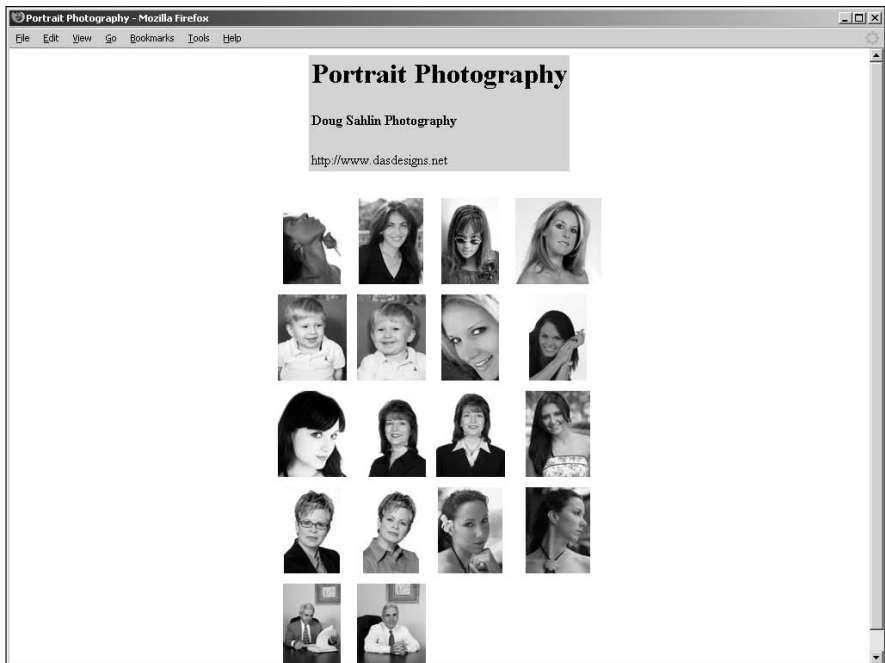 Portrait Photography - Mozilla Firefox
File Edit View Go Bookmarks Tools Help
Portrait Photography
Doug Sahlin Photography
http://www.dasdesigns.net